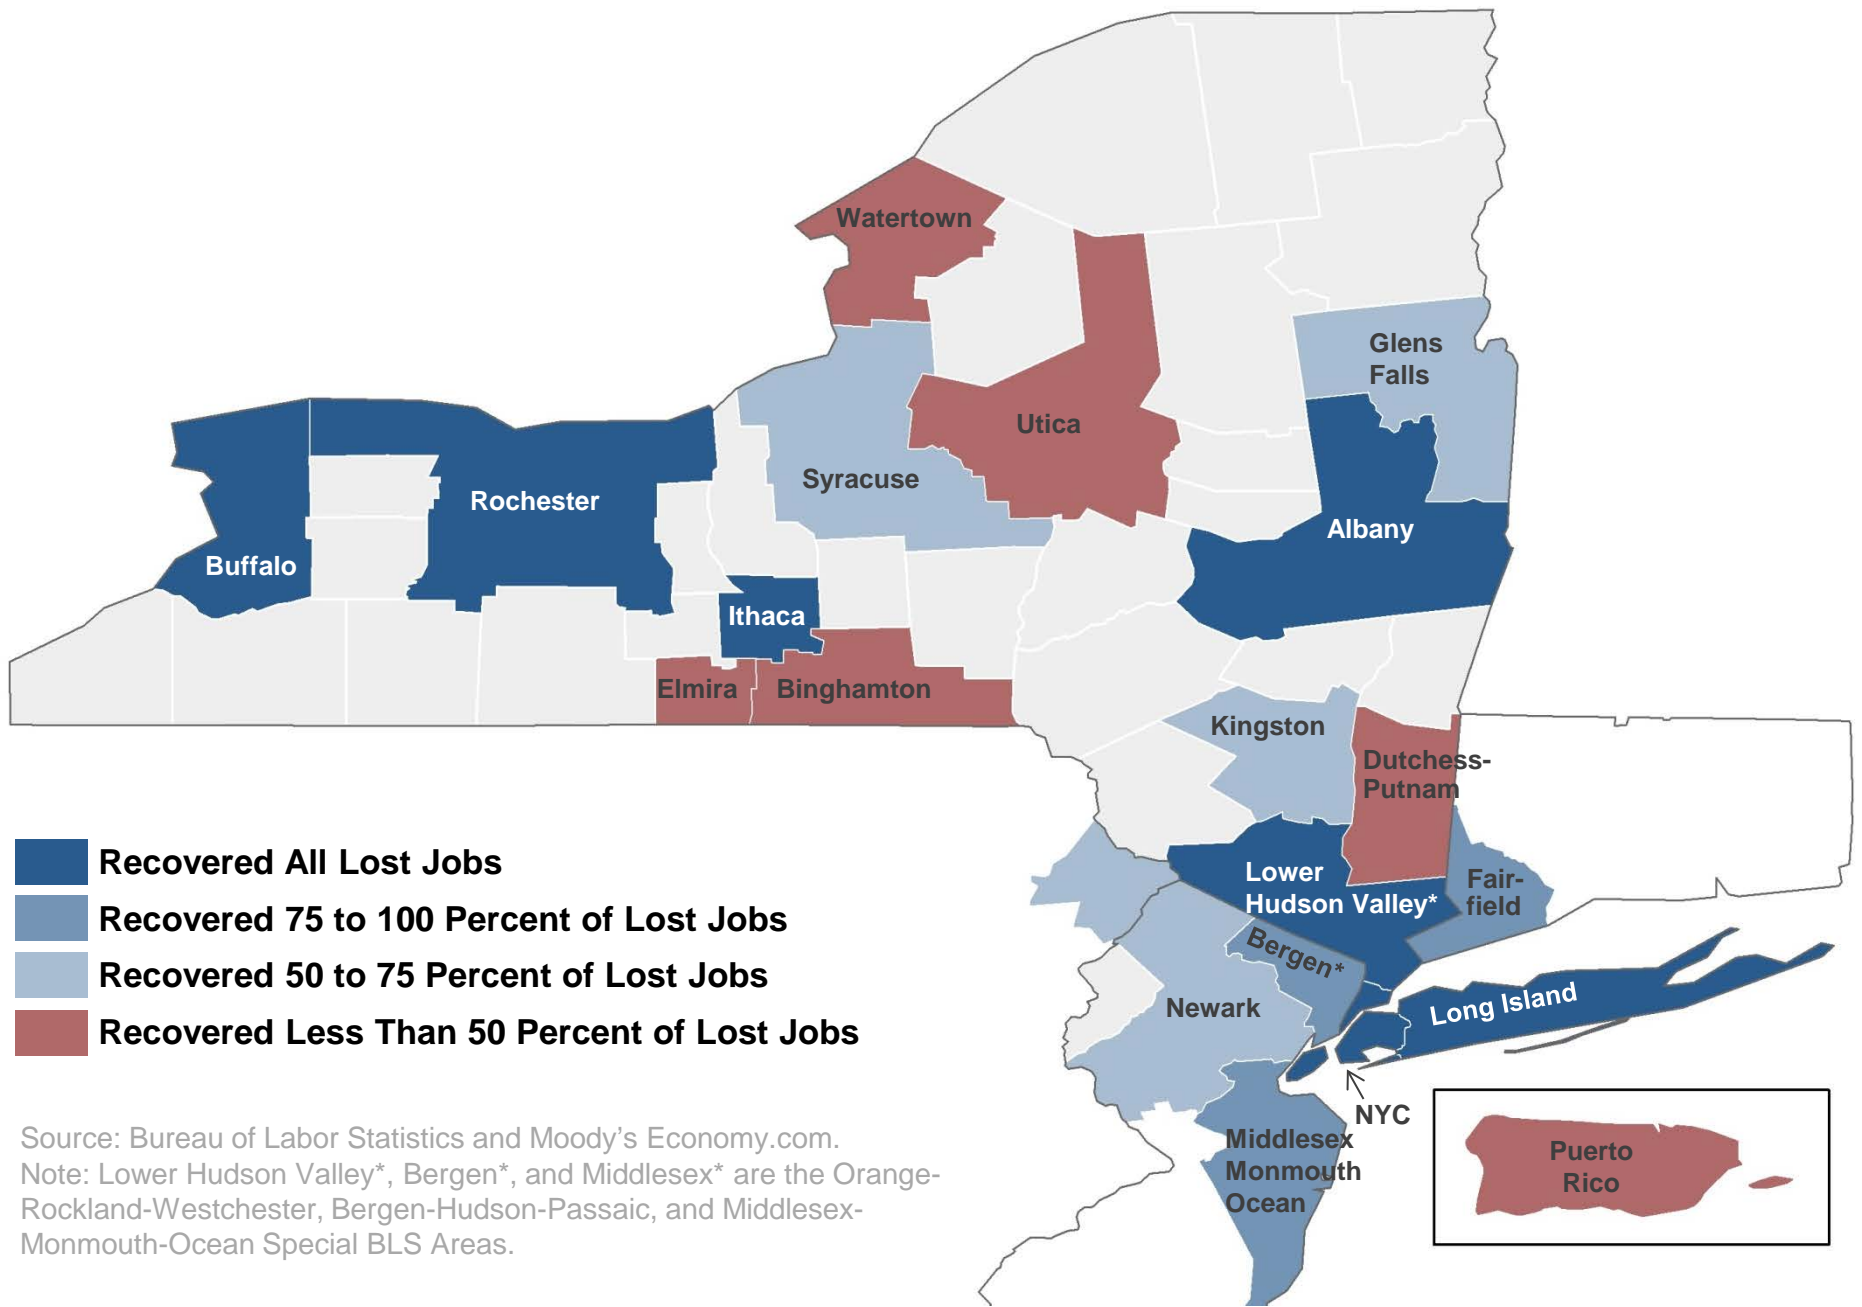 Watertown
Glens
Falls
Utica
Syracuse
Rochester
Albany
Buffalo
Ithaca
Elmira
Binghamton
Kingston
Dutchess-
Putnam
Lower
Hudson Valley*
Fair-
field
Bergen*
Newark
Long Island
NYC
Middlesex
Monmouth
Ocean
Puerto
Rico
Recovered All Lost Jobs
Recovered 75 to 100 Percent of Lost Jobs
Recovered 50 to 75 Percent of Lost Jobs
Recovered Less Than 50 Percent of Lost Jobs
Source: Bureau of Labor Statistics and Moody’s Economy.com.
Note: Lower Hudson Valley*, Bergen*, and Middlesex* are the Orange-
Rockland-Westchester, Bergen-Hudson-Passaic, and Middlesex-
Monmouth-Ocean Special BLS Areas.